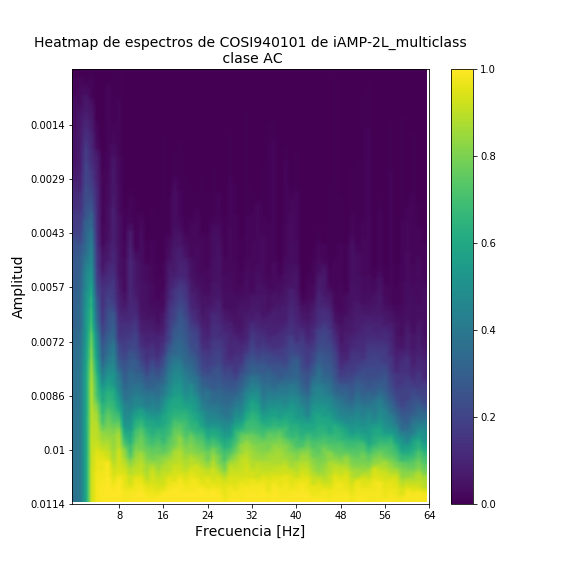 Heatmap de espectros de COSI940101 de iAMP-2L_multiclass
clase AC
1.0
0.0014
0.8
0.0029
0.0043
0.6
Amplitud
0.0057
0.0072
0.4
0.0086
0.2
0.01
0.0114
0.0
8 16 24 32 40 48 56 64
Frecuencia [Hz]